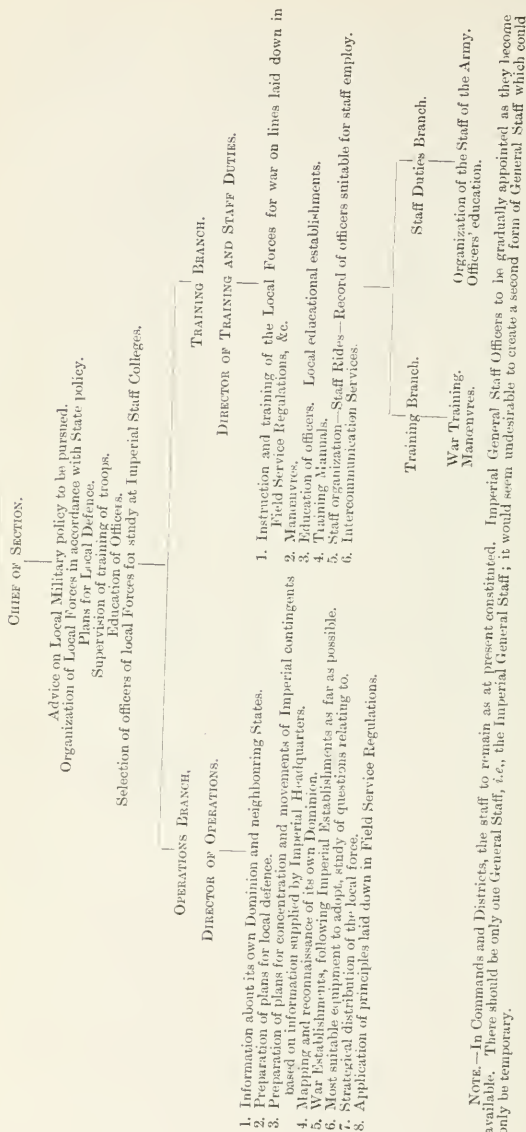 CHIEF OF SECTION.
Advice on Local Military policy to be pursued.
Organization of Local Forces in accordance with State policy.
Plans for Local Defence.
Supervision of training of troops.
Education of Officers.
Selection of officers of local Forces for study at Imperial Staff Colleges.
OPERATIONS BRANCH.
DIRECTOR OF OPERATIONS.
1. Information about its own Dominion and neighbouring States.
2. Preparation of plans for local defence.
3. Preparation of plans for concentration and movements of Imperial contingents
based on information supplied by Imperial Headquarters.
4. Mapping and reconnaissance of its own Dominion.
5. War Establishments, following Imperial Establishments as far as possible.
6. Most suitable equipment to adopt, study of questions relating to.
7. Strategical distribution of the local force.
8. Application of principles laid down in Field Service Regulations.
TRAINING BRANCH.
DIRECTOR OF TRAINING AND STAFF DUTIES.
1. Instruction and training of the Local Forces for war on lines laid down in
Field Service Regulations, &c.
2. Manœuvres.
3. Education of officers. Local educational establishments.
4. Training Manuals.
5. Staff organization—Staff Rides—Record of officers suitable for staff employ.
6. Intercommunication Services.
Training Branch.
War Training.
Manœuvres.
Staff Duties Branch.
Organization of the Staff of the Army.
Officers' education.
NOTE.—In Commands and Districts, the staff to remain as at present constituted. Imperial General Staff Officers to be gradually appointed as they become
available. There should be only one General Staff, i.e., the Imperial General Staff; it would seem undesirable to create a second form of General Staff which could
only be temporary.